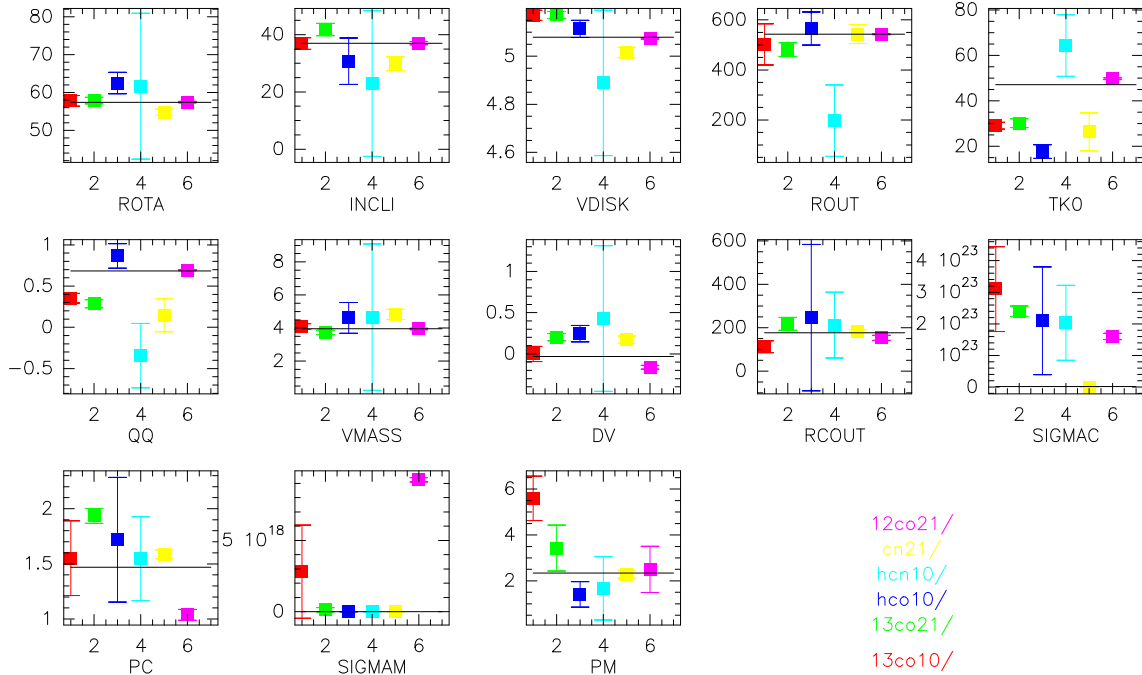 80
70
60
50
2 4 6
ROTA
40
20
0
2 4 6
INCLI
5
4.8
4.6
2 4 6
VDISK
600
400
200
2 4 6
ROUT
80
60
40
20
2 4 6
TK0
1
0.5
0
−0.5
2 4 6
QQ
8
6
4
2
2 4 6
VMASS
1
0.5
0
2 4 6
DV
600
400
200
0
2 4 6
RCOUT
4 10²³
3 10²³
2 10²³
10²³
0
2 4 6
SIGMAC
2
1.5
1
2 4 6
PC
5 10¹⁸
0
2 4 6
SIGMAM
6
4
2
2 4 6
PM
12co21/
cn21/
hcn10/
hco10/
13co21/
13co10/